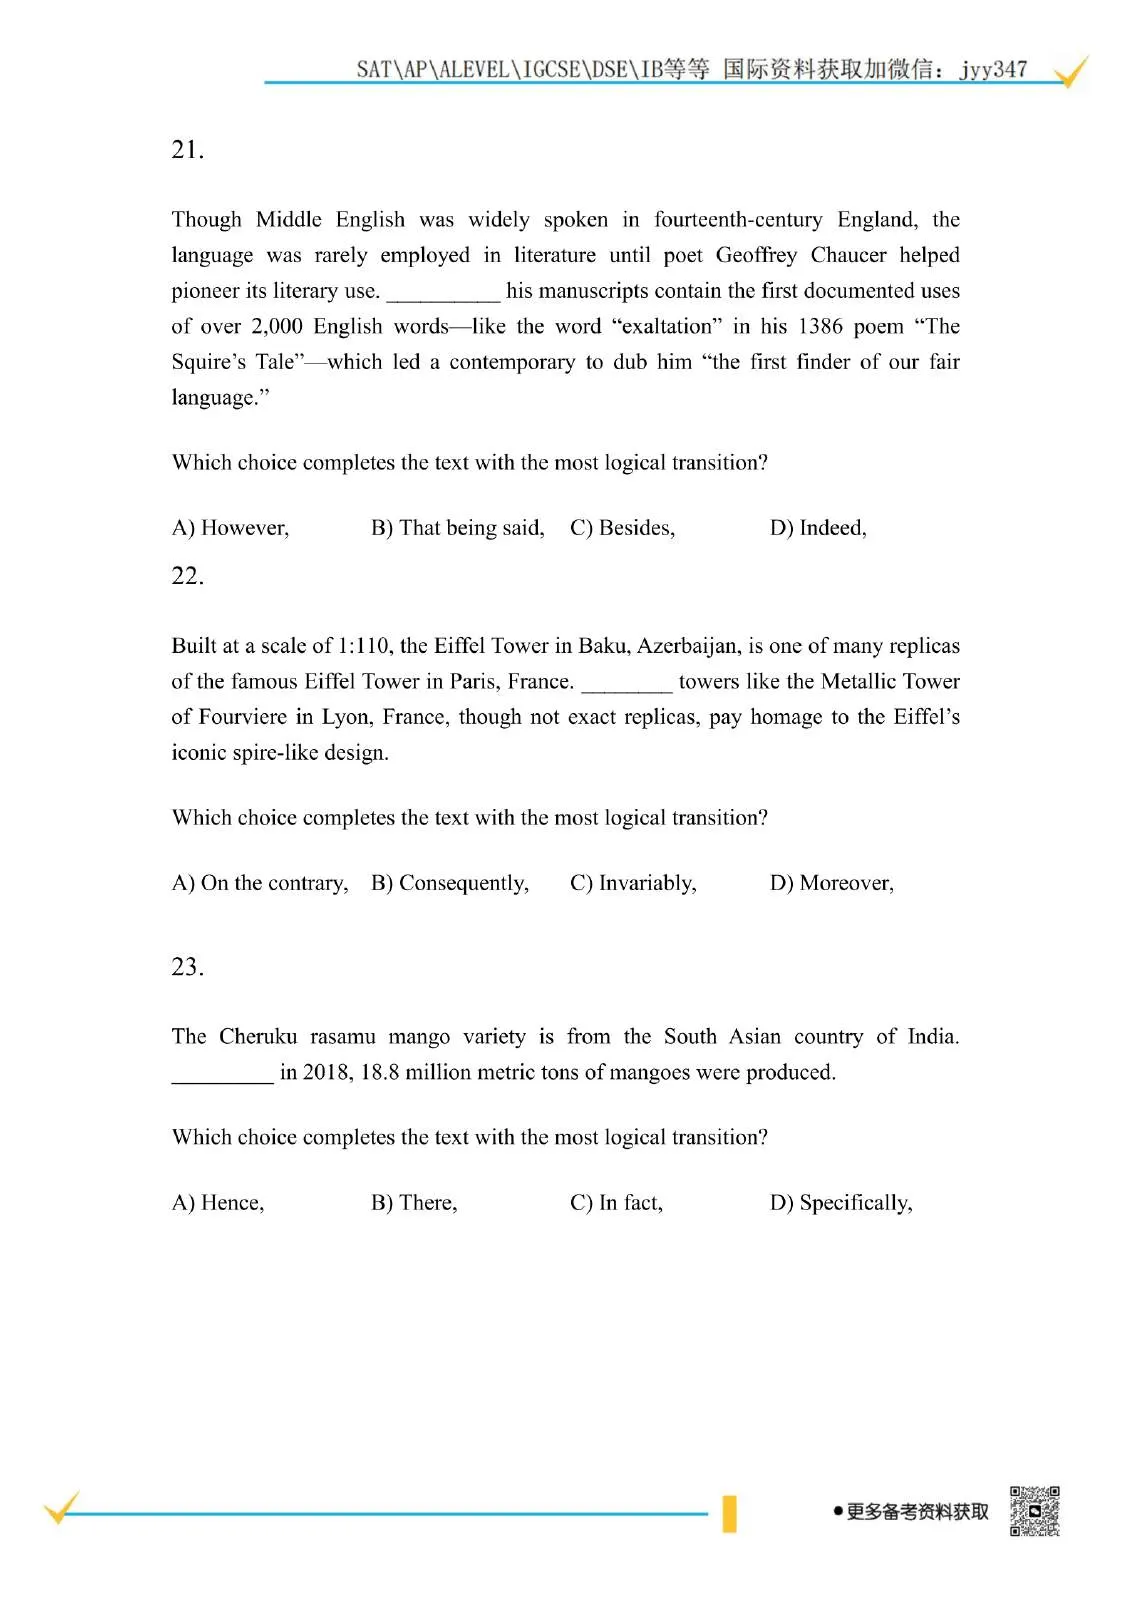 SAT\AP\ALEVEL\IGCSE\DSE\IB等等 国际资料获取加微信：jyy347
21.
Though Middle English was widely spoken in fourteenth-century England, the
language was rarely employed in literature until poet Geoffrey Chaucer helped
pioneer its literary use. __________ his manuscripts contain the first documented uses
of over 2,000 English words—like the word “exaltation” in his 1386 poem “The
Squire’s Tale”—which led a contemporary to dub him “the first finder of our fair
language.”
Which choice completes the text with the most logical transition?
A) However, B) That being said, C) Besides, D) Indeed,
22.
Built at a scale of 1:110, the Eiffel Tower in Baku, Azerbaijan, is one of many replicas
of the famous Eiffel Tower in Paris, France. ________ towers like the Metallic Tower
of Fourviere in Lyon, France, though not exact replicas, pay homage to the Eiffel’s
iconic spire-like design.
Which choice completes the text with the most logical transition?
A) On the contrary, B) Consequently, C) Invariably, D) Moreover,
23.
The Cheruku rasamu mango variety is from the South Asian country of India.
_________ in 2018, 18.8 million metric tons of mangoes were produced.
Which choice completes the text with the most logical transition?
A) Hence, B) There, C) In fact, D) Specifically,
●更多备考资料获取